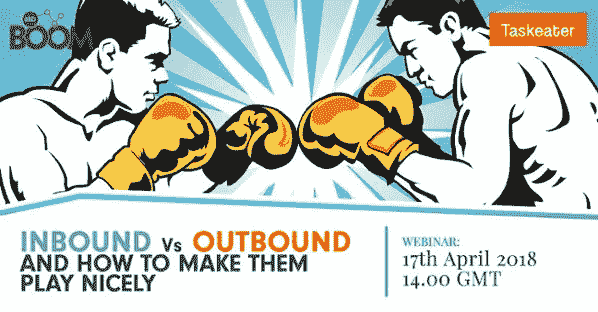 BOOM
Taskeater
INBOUND Vs OUTBOUND
AND HOW TO MAKE THEM
PLAY NICELY
WEBINAR:
17th April 2018
14.00 GMT